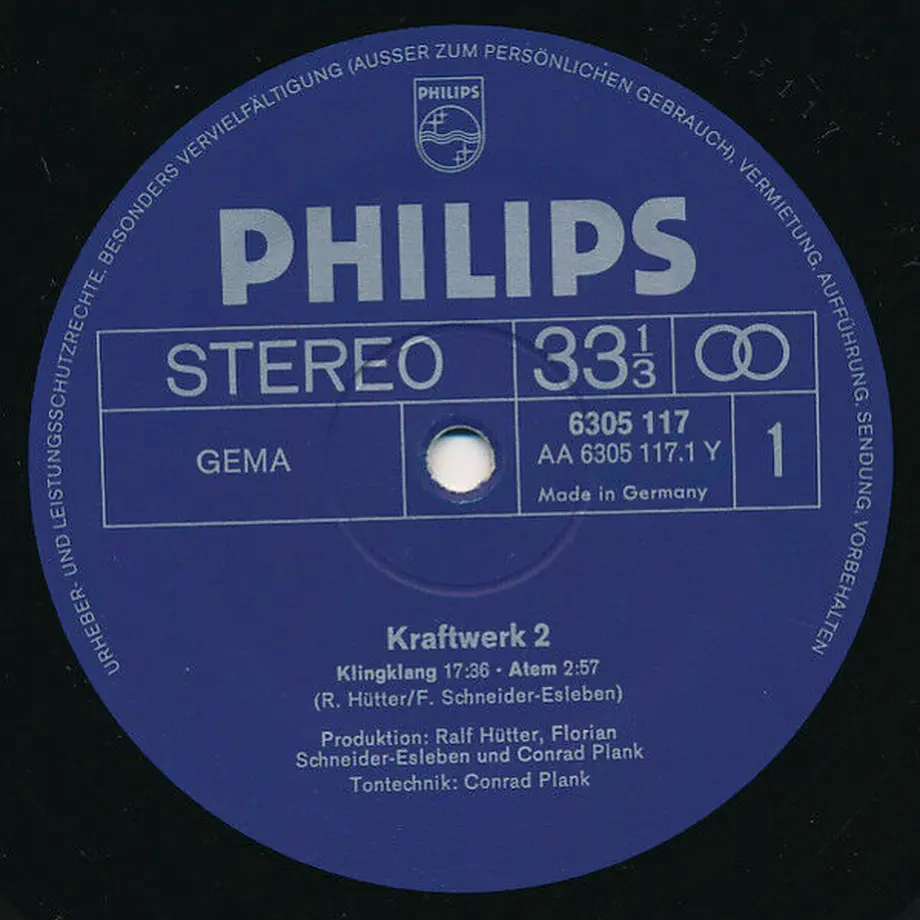 URHEBER- UND LEISTUNGSSCHUTZRECHTE, BESONDERS VERVIELFÄLTIGUNG (AUSSER ZUM PERSÖNLICHEN GEBRAUCH), VERMIETUNG, AUFFÜHRUNG, SENDUNG, VORBEHALTEN
PHILIPS
PHILIPS
STEREO
33 1/3
GEMA
6305 117
AA 6305 117.1 Y
Made in Germany
1
Kraftwerk 2
Klingklang 17:36 · Atem 2:57
(R. Hütter/F. Schneider-Esleben)
Produktion: Ralf Hütter, Florian
Schneider-Esleben und Conrad Plank
Tontechnik: Conrad Plank